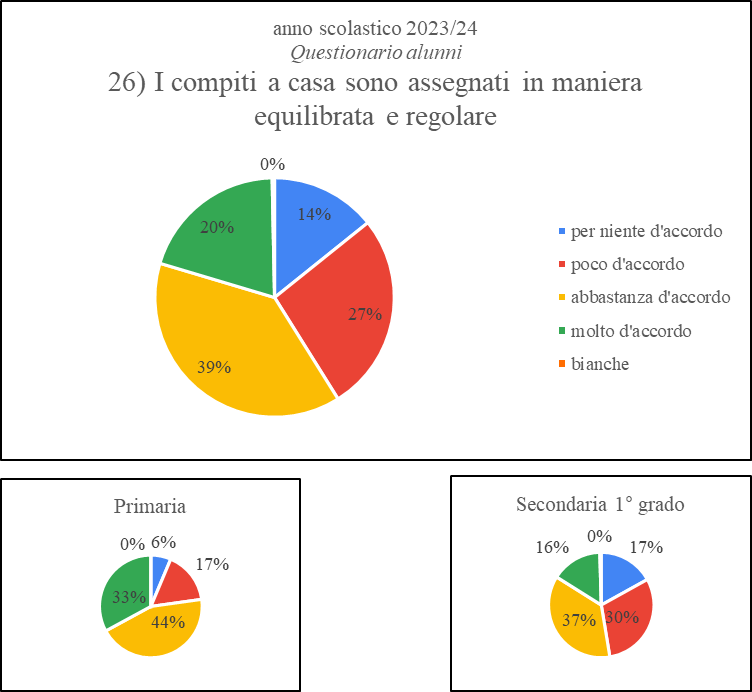 anno scolastico 2023/24
Questionario alunni
26) I compiti a casa sono assegnati in maniera
equilibrata e regolare
0%
14%
20%
27%
39%
per niente d'accordo
poco d'accordo
abbastanza d'accordo
molto d'accordo
bianche
Primaria
0% 6%
17%
33%
44%
Secondaria 1° grado
0%
16% 17%
37% 30%